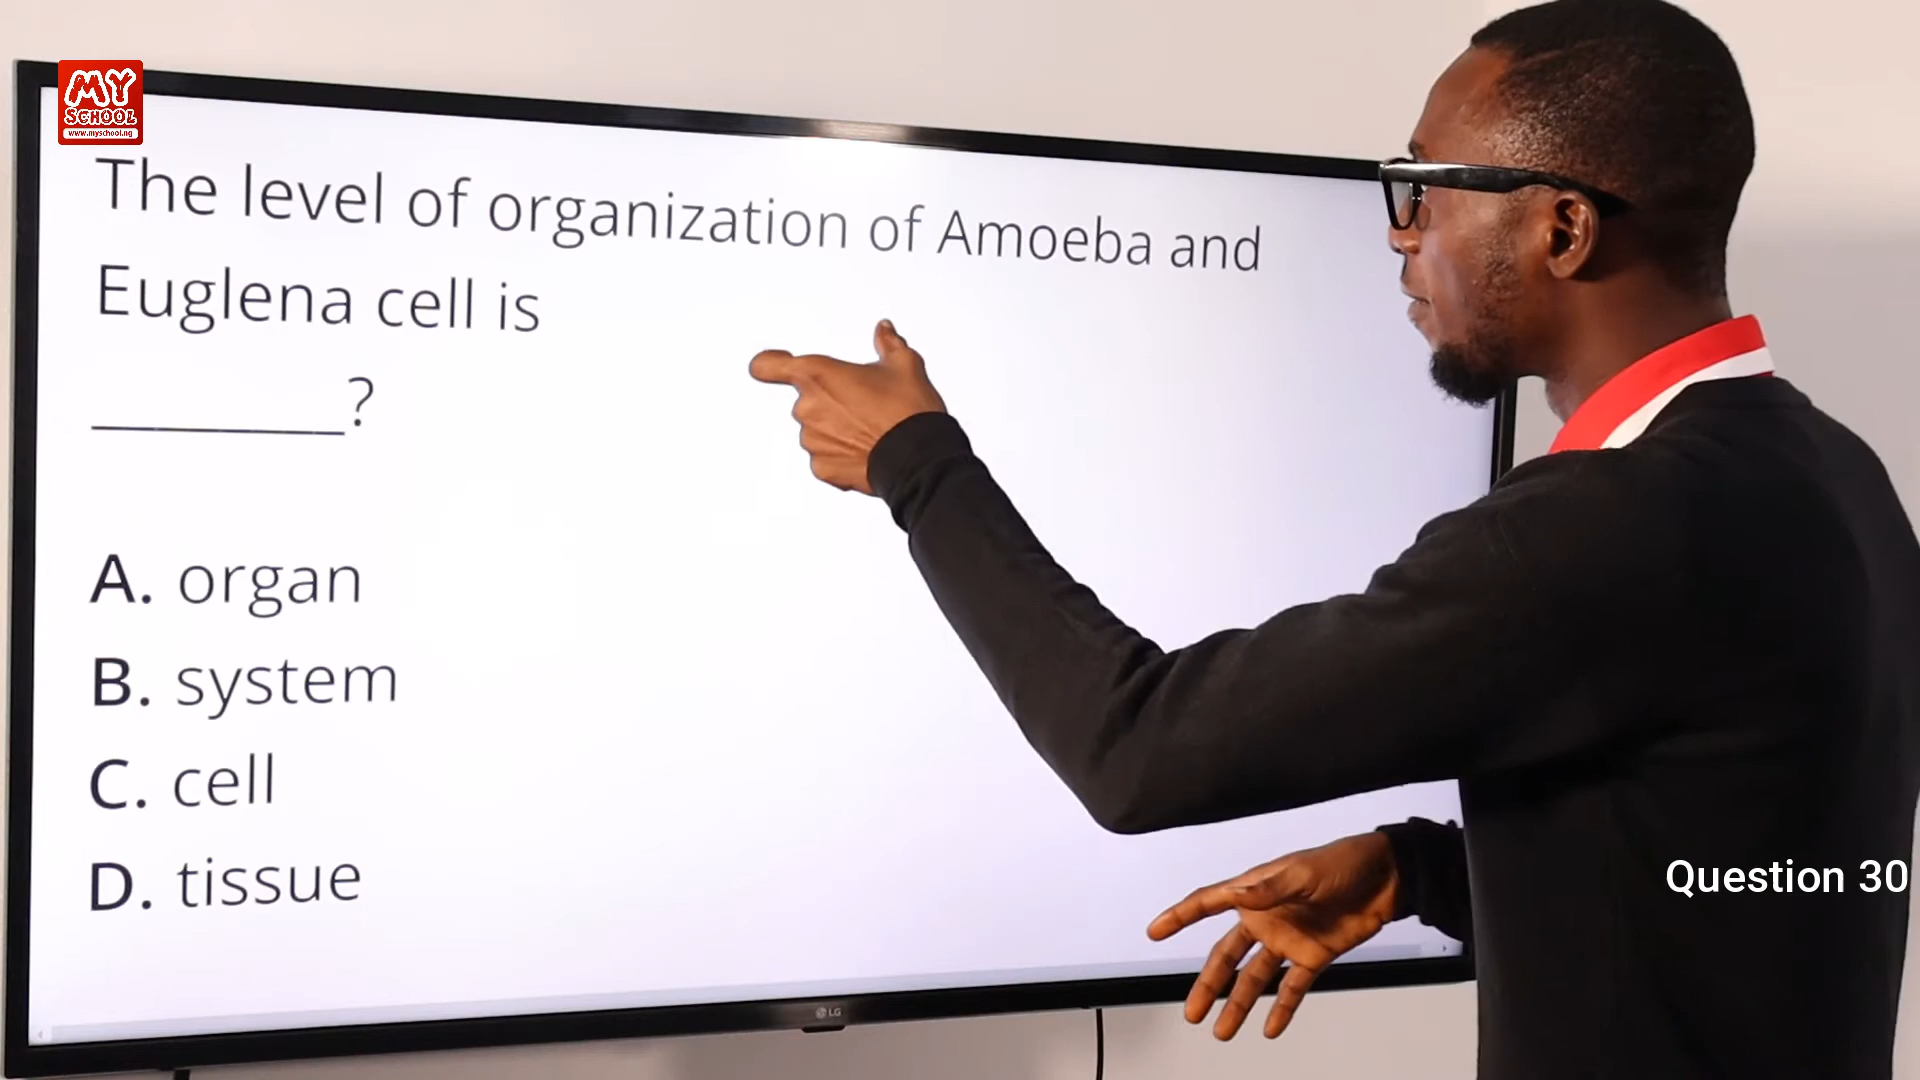 MY
SCHOOL
www.myschool.ng
The level of organization of Amoeba and
Euglena cell is
________?
A. organ
B. system
C. cell
D. tissue
Question 30
LG